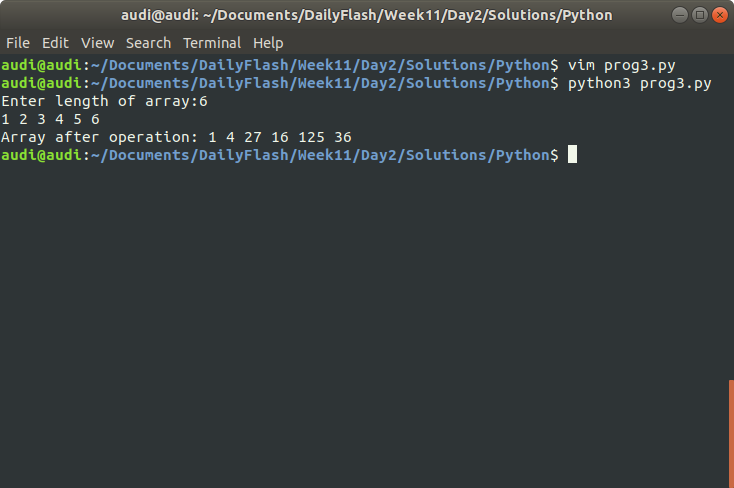 audi@audi: ~/Documents/DailyFlash/Week11/Day2/Solutions/Python
File Edit View Search Terminal Help
audi@audi:~/Documents/DailyFlash/Week11/Day2/Solutions/Python$ vim prog3.py
audi@audi:~/Documents/DailyFlash/Week11/Day2/Solutions/Python$ python3 prog3.py
Enter length of array:6
1 2 3 4 5 6
Array after operation: 1 4 27 16 125 36
audi@audi:~/Documents/DailyFlash/Week11/Day2/Solutions/Python$